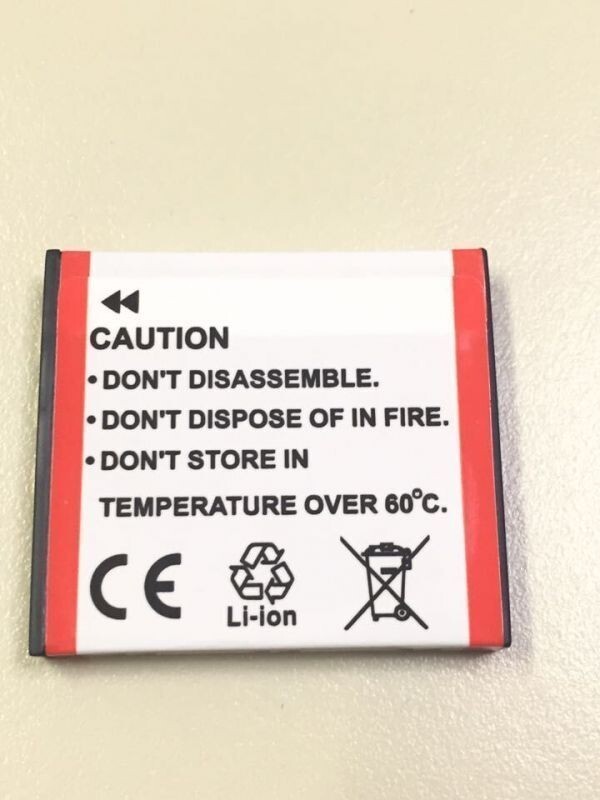 CAUTION
• DON'T DISASSEMBLE.
• DON'T DISPOSE OF IN FIRE.
• DON'T STORE IN
TEMPERATURE OVER 60°C.
CE
Li-ion